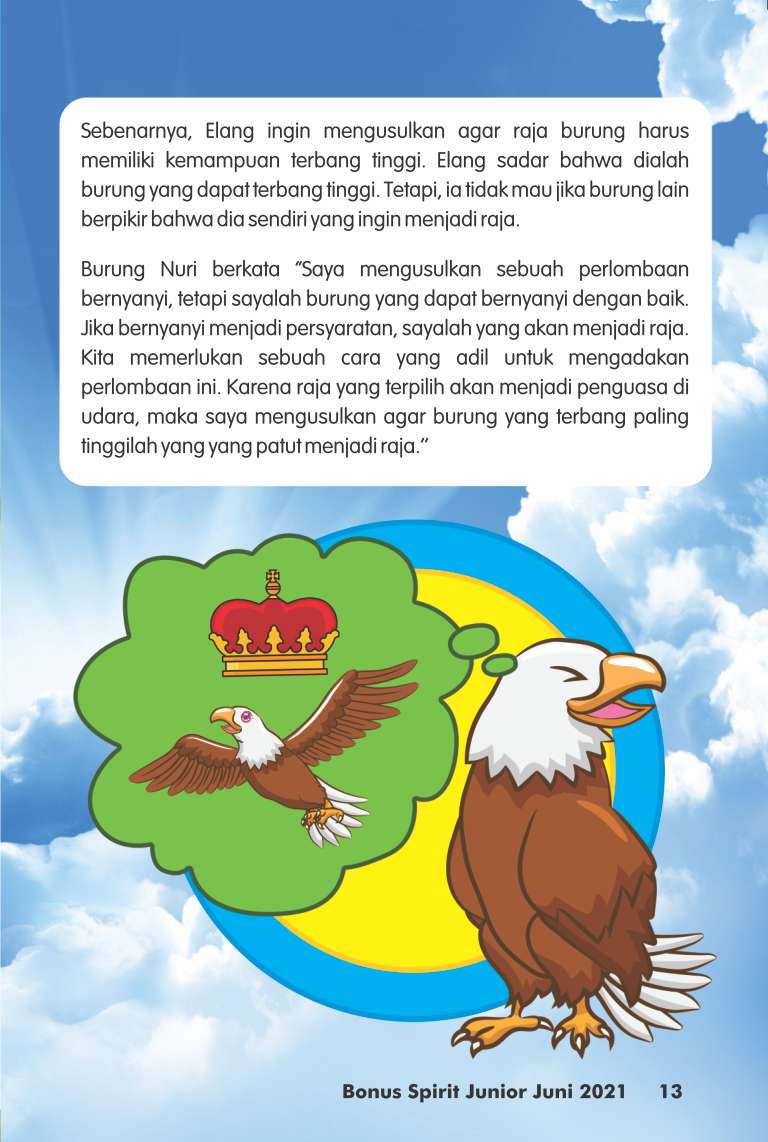 Sebenarnya, Elang ingin mengusulkan agar raja burung harus
memiliki kemampuan terbang tinggi. Elang sadar bahwa dialah
burung yang dapat terbang tinggi. Tetapi, ia tidak mau jika burung lain
berpikir bahwa dia sendiri yang ingin menjadi raja.
Burung Nuri berkata “Saya mengusulkan sebuah perlombaan
bernyanyi, tetapi sayalah burung yang dapat bernyanyi dengan baik.
Jika bernyanyi menjadi persyaratan, sayalah yang akan menjadi raja.
Kita memerlukan sebuah cara yang adil untuk mengadakan
perlombaan ini. Karena raja yang terpilih akan menjadi penguasa di
udara, maka saya mengusulkan agar burung yang terbang paling
tinggilah yang yang patut menjadi raja.”
Bonus Spirit Junior Juni 2021 13